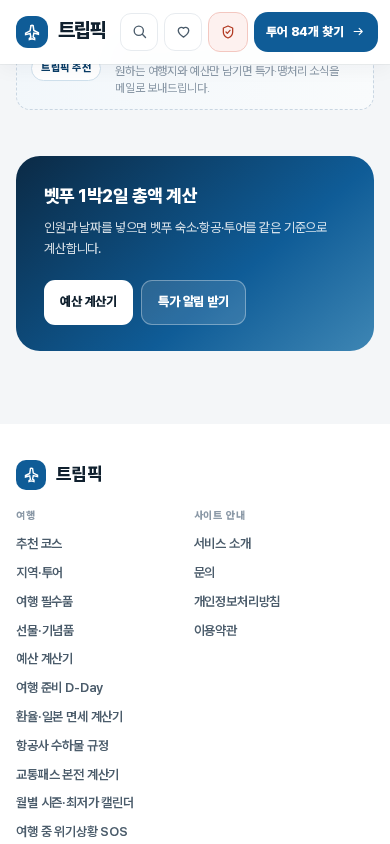 트립픽
투어 84개 찾기 →
트립픽 추천
원하는 여행지와 예산만 남기면 특가·땡처리 소식을
메일로 보내드립니다.
벳푸 1박2일 총액 계산
인원과 날짜를 넣으면 벳푸 숙소·항공·투어를 같은 기준으로
계산합니다.
예산 계산기
특가 알림 받기
트립픽
여행
추천 코스
지역·투어
여행 필수품
선물·기념품
예산 계산기
여행 준비 D-Day
환율·일본 면세 계산기
항공사 수하물 규정
교통패스 본전 계산기
월별 시즌·최저가 캘린더
여행 중 위기상황 SOS
사이트 안내
서비스 소개
문의
개인정보처리방침
이용약관